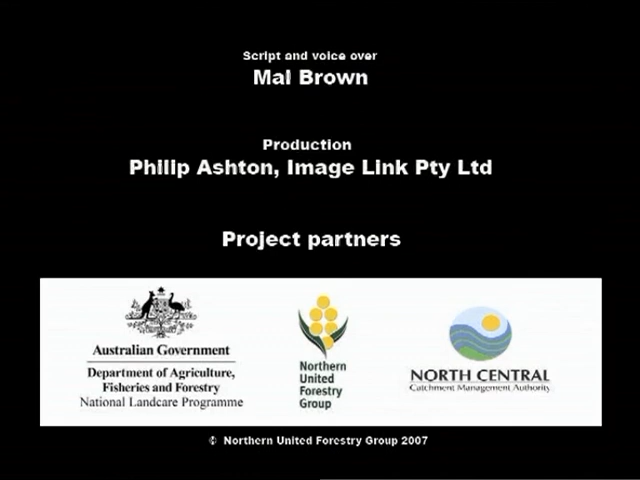 Script and voice over
Mal Brown
Production
Philip Ashton, Image Link Pty Ltd
Project partners
Australian Government
Department of Agriculture,
Fisheries and Forestry
National Landcare Programme
Northern
United
Forestry
Group
NORTH CENTRAL
Catchment Management Authority
© Northern United Forestry Group 2007